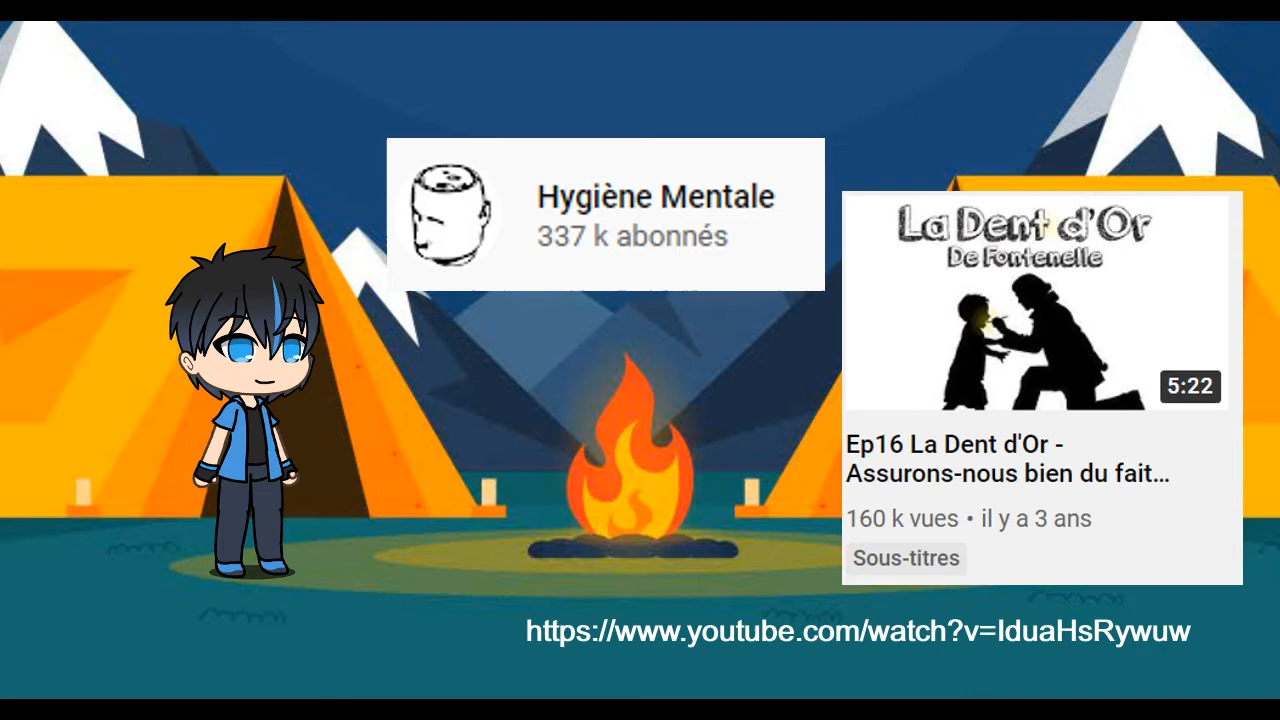 Hygiène Mentale
337 k abonnés
La Dent d'Or
De Fontenelle
5:22
Ep16 La Dent d'Or -
Assurons-nous bien du fait...
160 k vues • il y a 3 ans
Sous-titres
https://www.youtube.com/watch?v=IduaHsRywuw